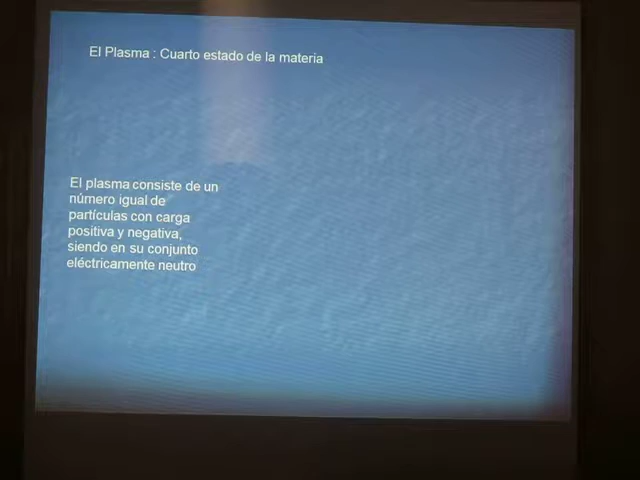 El Plasma : Cuarto estado de la materia
El plasma consiste de un
número igual de
partículas con carga
positiva y negativa,
siendo en su conjunto
eléctricamente neutro